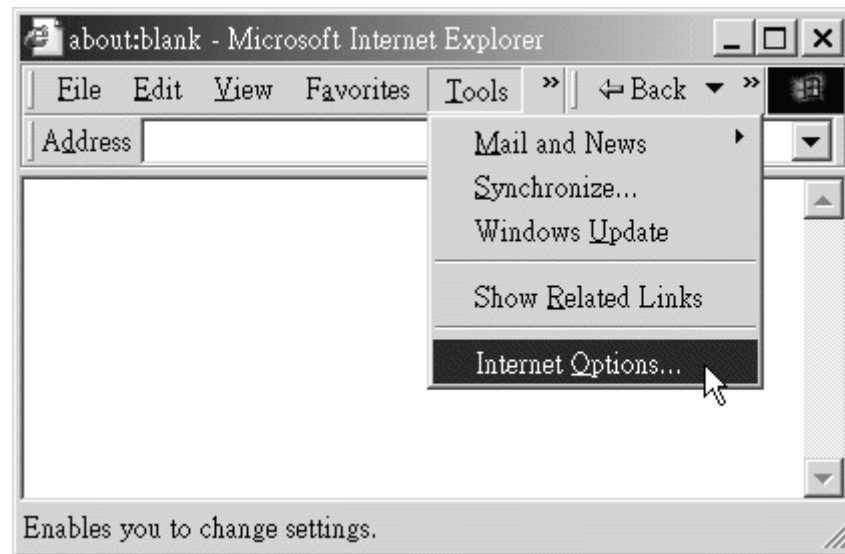 about:blank - Microsoft Internet Explorer
File Edit View Favorites Tools » Back »
Address
Mail and News
Synchronize...
Windows Update
Show Related Links
Internet Options...
Enables you to change settings.